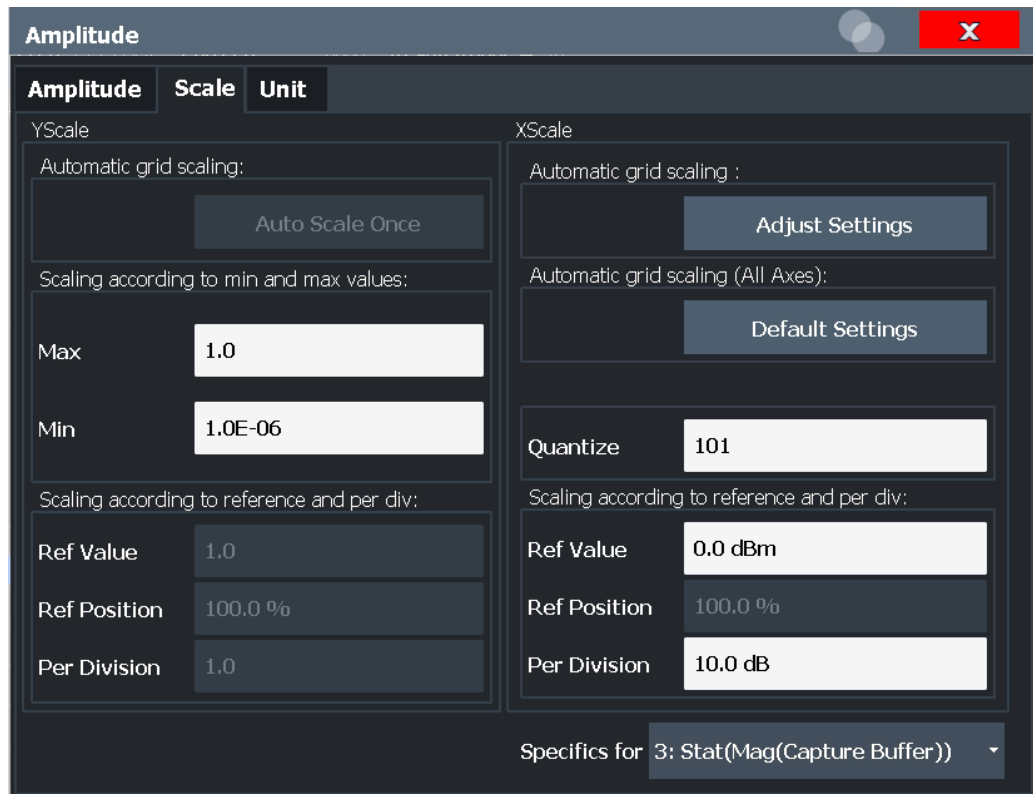 Amplitude
X
Amplitude Scale Unit
YScale
Automatic grid scaling:
Auto Scale Once
Scaling according to min and max values:
Max 1.0
Min 1.0E-06
Scaling according to reference and per div:
Ref Value 1.0
Ref Position 100.0 %
Per Division 1.0
XScale
Automatic grid scaling :
Adjust Settings
Automatic grid scaling (All Axes):
Default Settings
Quantize 101
Scaling according to reference and per div:
Ref Value 0.0 dBm
Ref Position 100.0 %
Per Division 10.0 dB
Specifics for 3: Stat(Mag(Capture Buffer))